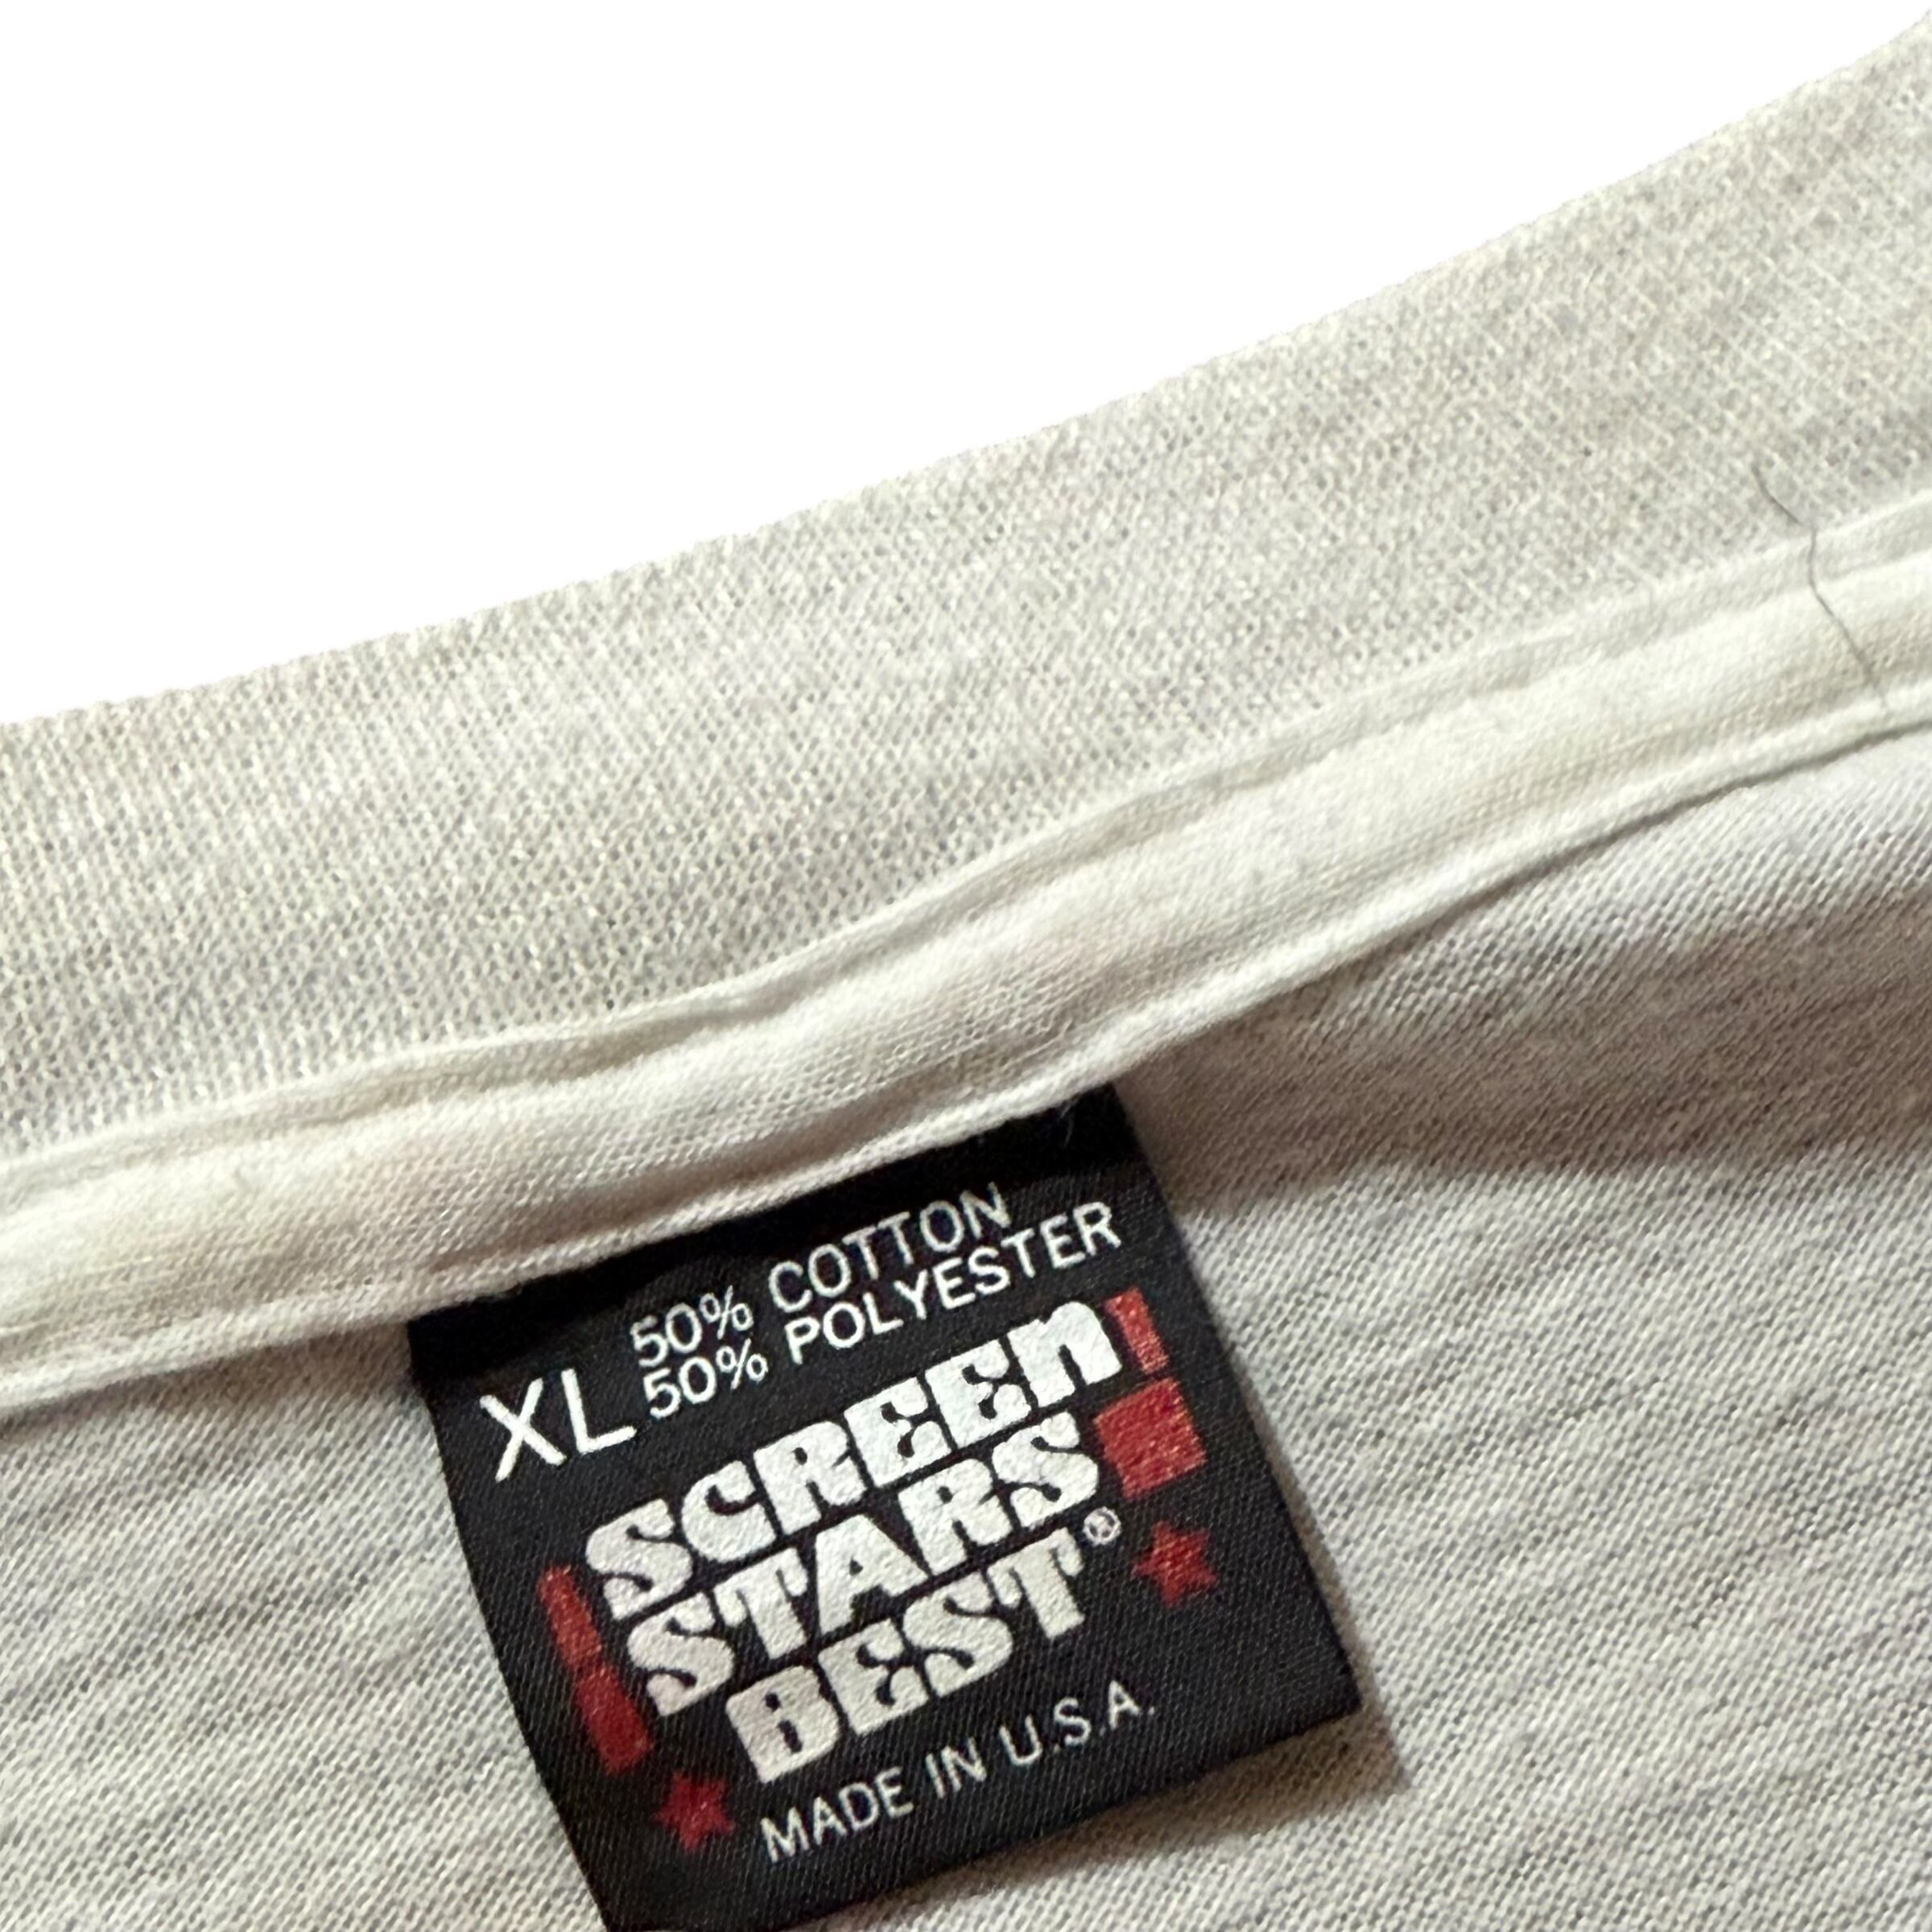 XL
50% COTTON
50% POLYESTER
SCREEN
STARS
BEST®
MADE IN U.S.A.